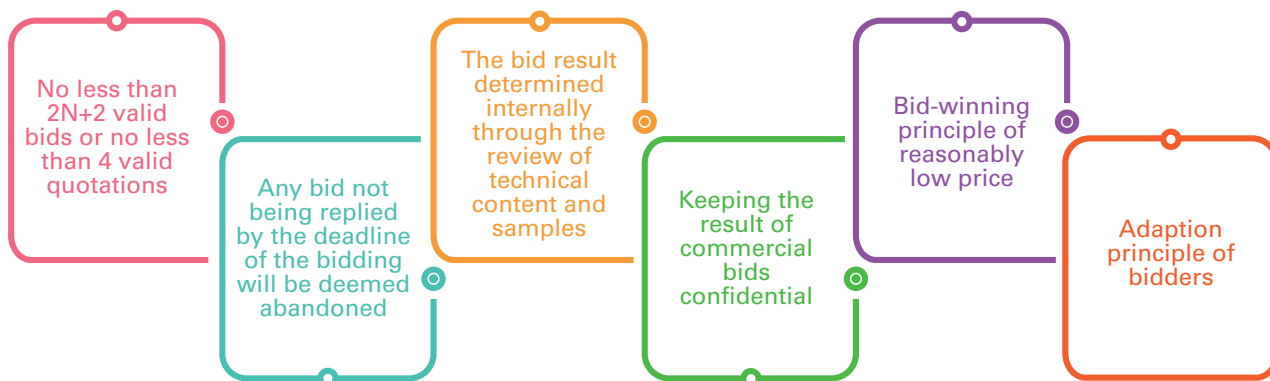 No less than
2N+2 valid
bids or no less
than 4 valid
quotations
Any bid not
being replied
by the deadline
of the bidding
will be deemed
abandoned
The bid result
determined
internally
through the
review of
technical
content and
samples
Keeping the
result of
commercial
bids
confidential
Bid-winning
principle of
reasonably
low price
Adaption
principle of
bidders